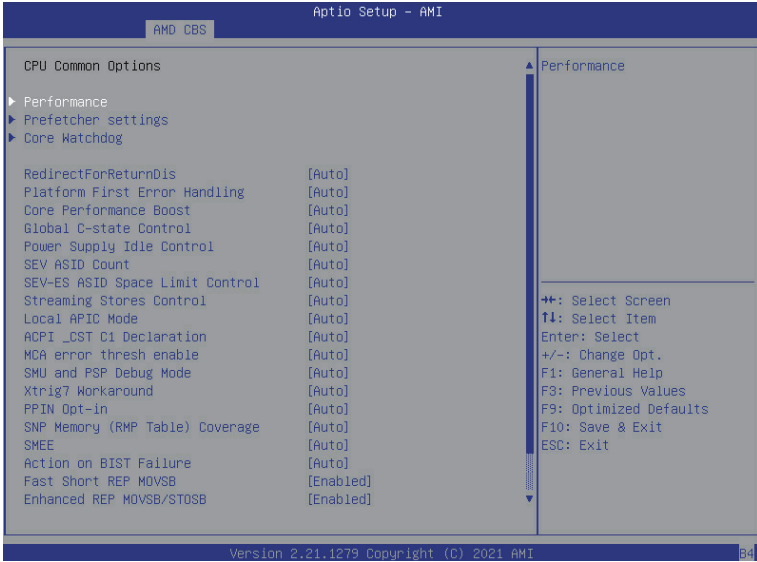 Aptio Setup – AMI
AMD CBS
CPU Common Options
Performance
Prefetcher settings
Core Watchdog
RedirectForReturnDis [Auto]
Platform First Error Handling [Auto]
Core Performance Boost [Auto]
Global C-state Control [Auto]
Power Supply Idle Control [Auto]
SEV ASID Count [Auto]
SEV-ES ASID Space Limit Control [Auto]
Streaming Stores Control [Auto]
Local APIC Mode [Auto]
ACPI _CST C1 Declaration [Auto]
MCA error thresh enable [Auto]
SMU and PSP Debug Mode [Auto]
Xtrig7 Workaround [Auto]
PPIN Opt-in [Auto]
SNP Memory (RMP Table) Coverage [Auto]
SMEE [Auto]
Action on BIST Failure [Auto]
Fast Short REP MOVSB [Enabled]
Enhanced REP MOVSB/STOSB [Enabled]
Performance
→←: Select Screen
↑↓: Select Item
Enter: Select
+/-: Change Opt.
F1: General Help
F3: Previous Values
F9: Optimized Defaults
F10: Save & Exit
ESC: Exit
Version 2.21.1279 Copyright (C) 2021 AMI
B4